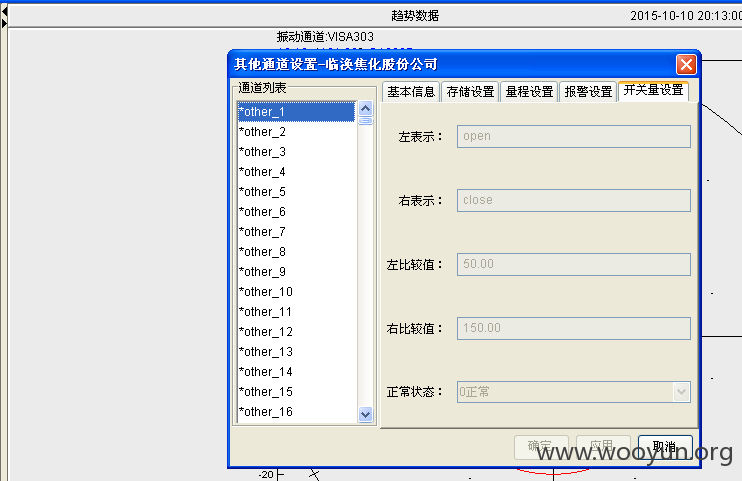 趋势数据
2015-10-10 20:13:00
振动通道:VISA303
其他通道设置-临涣焦化股份公司
通道列表
*other_1
*other_2
*other_3
*other_4
*other_5
*other_6
*other_7
*other_8
*other_9
*other_10
*other_11
*other_12
*other_13
*other_14
*other_15
*other_16
基本信息 存储设置 量程设置 报警设置 开关量设置
左表示： open
右表示： close
左比较值： 50.00
右比较值： 150.00
正常状态： 0正常
确定 应用 取消
www.wooyun.org
-20